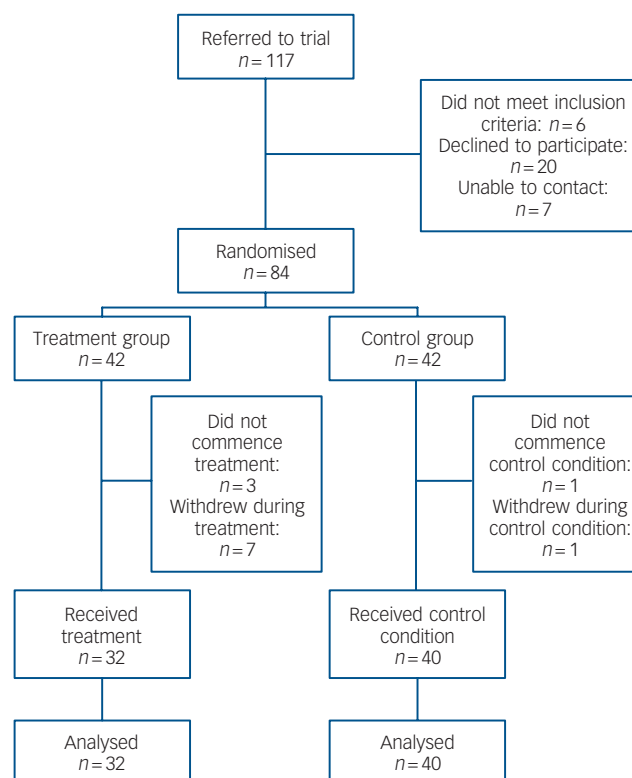 Referred to trial
n=117
Did not meet inclusion
criteria: n=6
Declined to participate:
n=20
Unable to contact:
n=7
Randomised
n=84
Treatment group
n=42
Control group
n=42
Did not
commence
treatment:
n=3
Withdrew during
treatment:
n=7
Did not
commence
control condition:
n=1
Withdrew during
control condition:
n=1
Received
treatment
n=32
Received control
condition
n=40
Analysed
n=32
Analysed
n=40